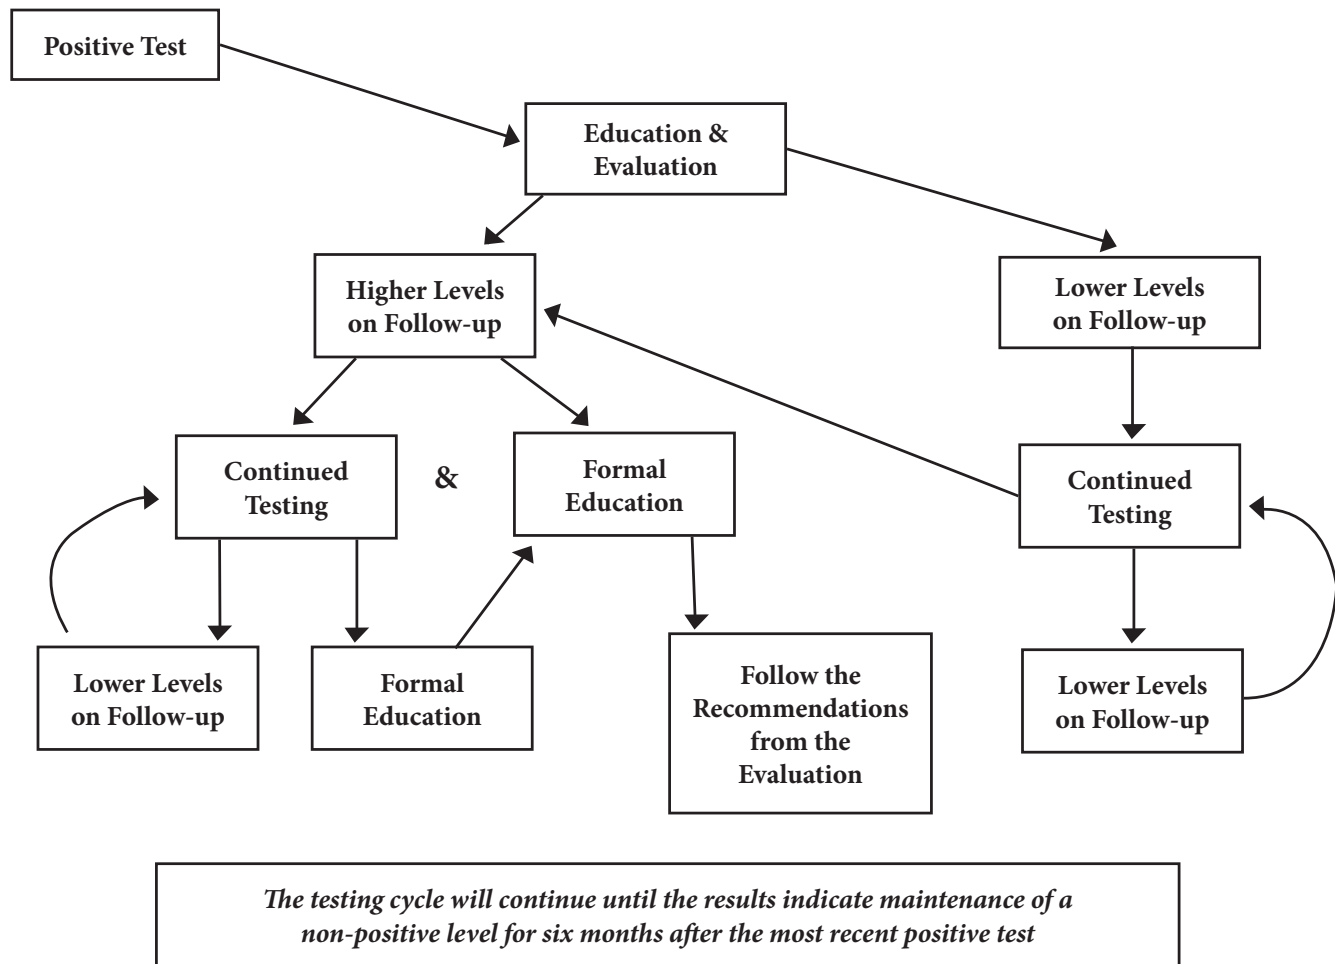 Positive Test
Education &
Evaluation
Higher Levels
on Follow-up
Lower Levels
on Follow-up
Continued
Testing
&
Formal
Education
Continued
Testing
Lower Levels
on Follow-up
Formal
Education
Follow the
Recommendations
from the
Evaluation
Lower Levels
on Follow-up
The testing cycle will continue until the results indicate maintenance of a
non-positive level for six months after the most recent positive test